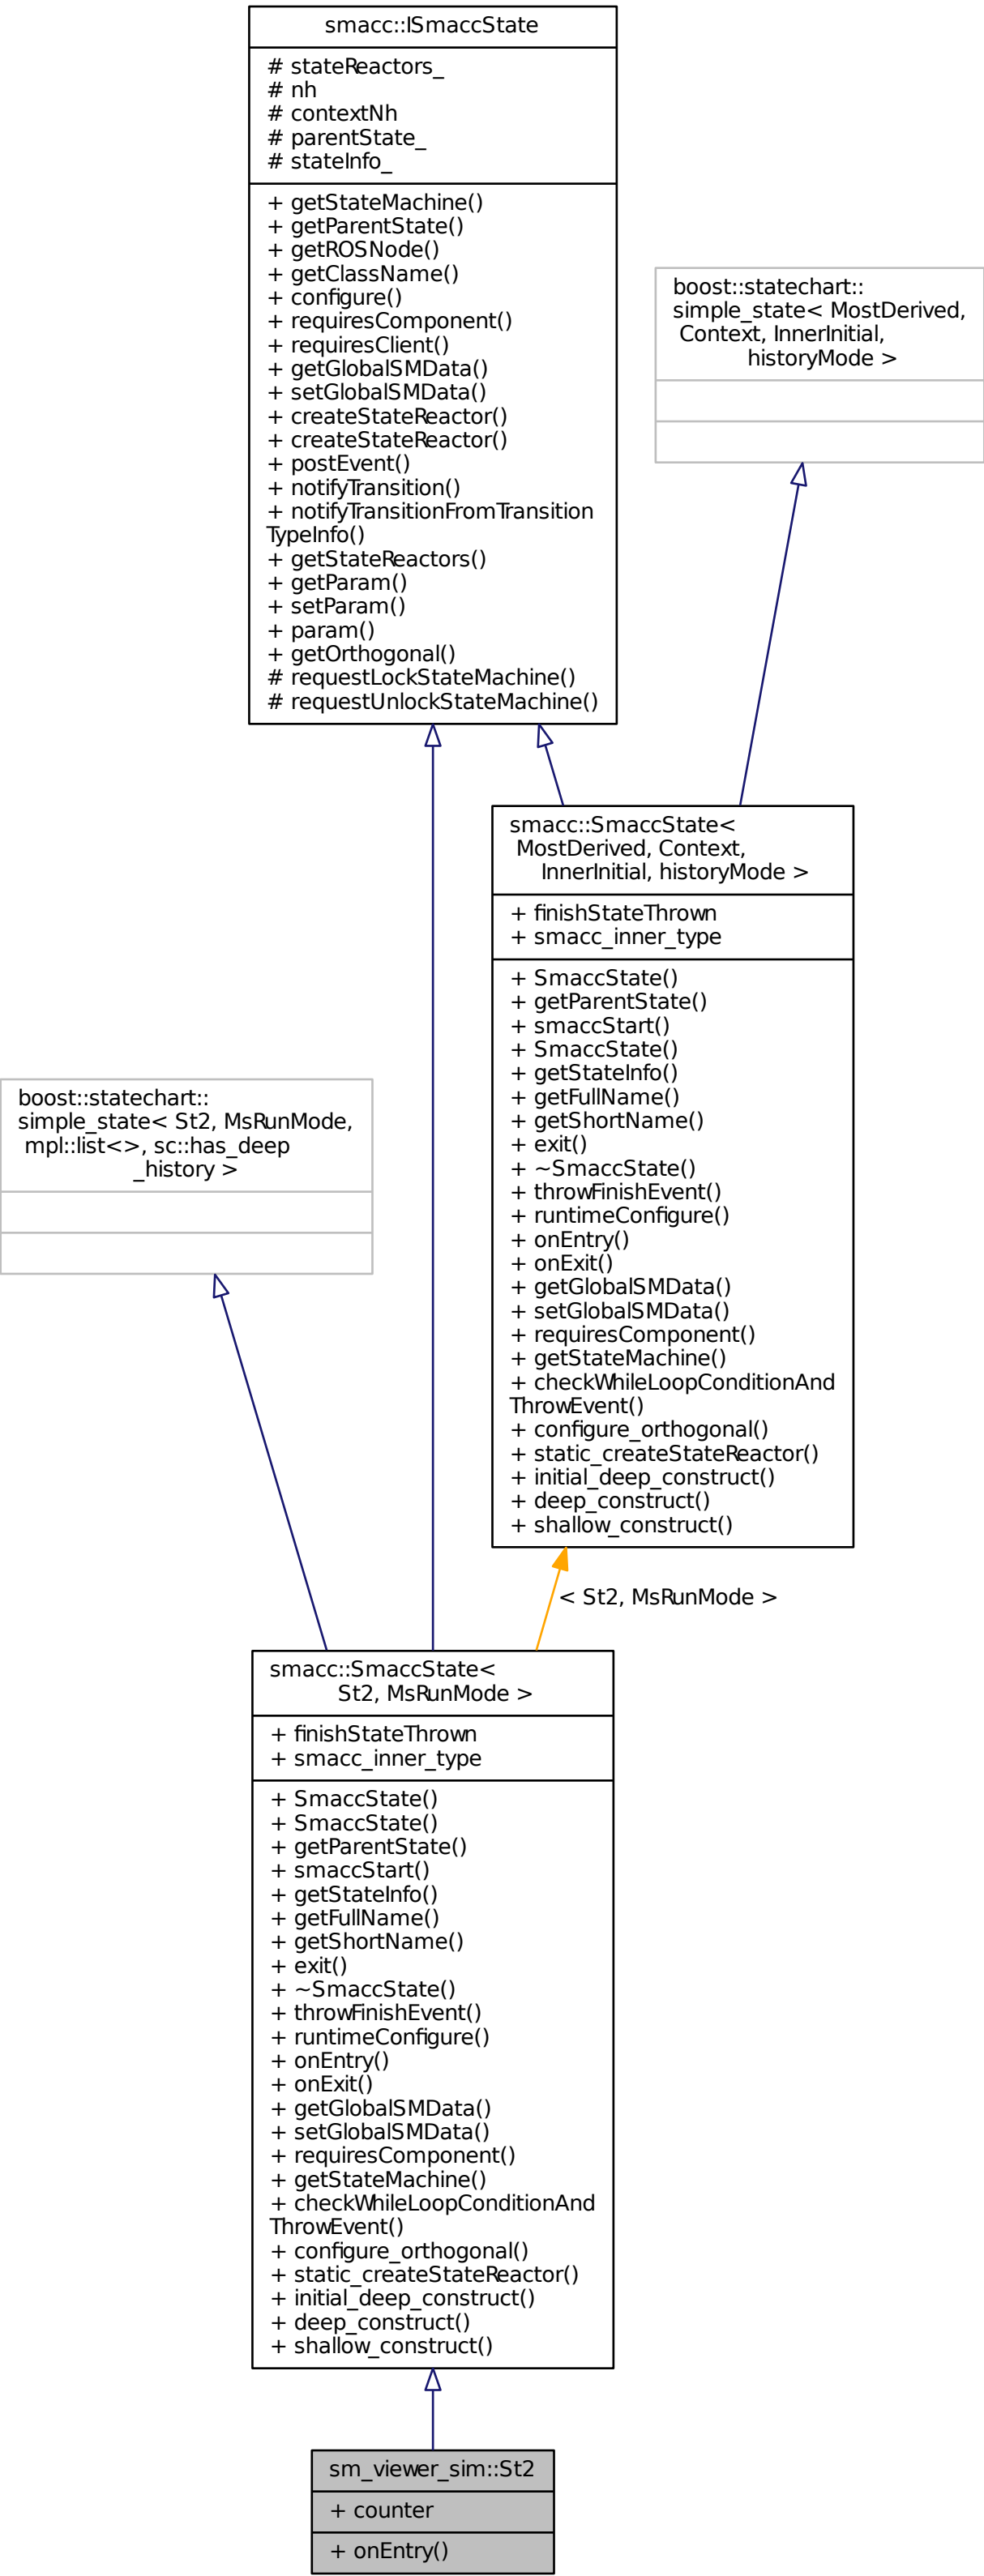 smacc::ISmaccState
# stateReactors_
# nh
# contextNh
# parentState_
# stateInfo_
+ getStateMachine()
+ getParentState()
+ getROSNode()
+ getClassName()
+ configure()
+ requiresComponent()
+ requiresClient()
+ getGlobalSMData()
+ setGlobalSMData()
+ createStateReactor()
+ createStateReactor()
+ postEvent()
+ notifyTransition()
+ notifyTransitionFromTransition
TypeInfo()
+ getStateReactors()
+ getParam()
+ setParam()
+ param()
+ getOrthogonal()
# requestLockStateMachine()
# requestUnlockStateMachine()
boost::statechart::
simple_state< MostDerived,
Context, InnerInitial,
historyMode >
smacc::SmaccState<
MostDerived, Context,
InnerInitial, historyMode >
+ finishStateThrown
+ smacc_inner_type
+ SmaccState()
+ getParentState()
+ smaccStart()
+ SmaccState()
+ getStateInfo()
+ getFullName()
+ getShortName()
+ exit()
+ ~SmaccState()
+ throwFinishEvent()
+ runtimeConfigure()
+ onEntry()
+ onExit()
+ getGlobalSMData()
+ setGlobalSMData()
+ requiresComponent()
+ getStateMachine()
+ checkWhileLoopConditionAnd
ThrowEvent()
+ configure_orthogonal()
+ static_createStateReactor()
+ initial_deep_construct()
+ deep_construct()
+ shallow_construct()
boost::statechart::
simple_state< St2, MsRunMode,
mpl::list<>, sc::has_deep
_history >
< St2, MsRunMode >
smacc::SmaccState<
St2, MsRunMode >
+ finishStateThrown
+ smacc_inner_type
+ SmaccState()
+ SmaccState()
+ getParentState()
+ smaccStart()
+ getStateInfo()
+ getFullName()
+ getShortName()
+ exit()
+ ~SmaccState()
+ throwFinishEvent()
+ runtimeConfigure()
+ onEntry()
+ onExit()
+ getGlobalSMData()
+ setGlobalSMData()
+ requiresComponent()
+ getStateMachine()
+ checkWhileLoopConditionAnd
ThrowEvent()
+ configure_orthogonal()
+ static_createStateReactor()
+ initial_deep_construct()
+ deep_construct()
+ shallow_construct()
sm_viewer_sim::St2
+ counter
+ onEntry()